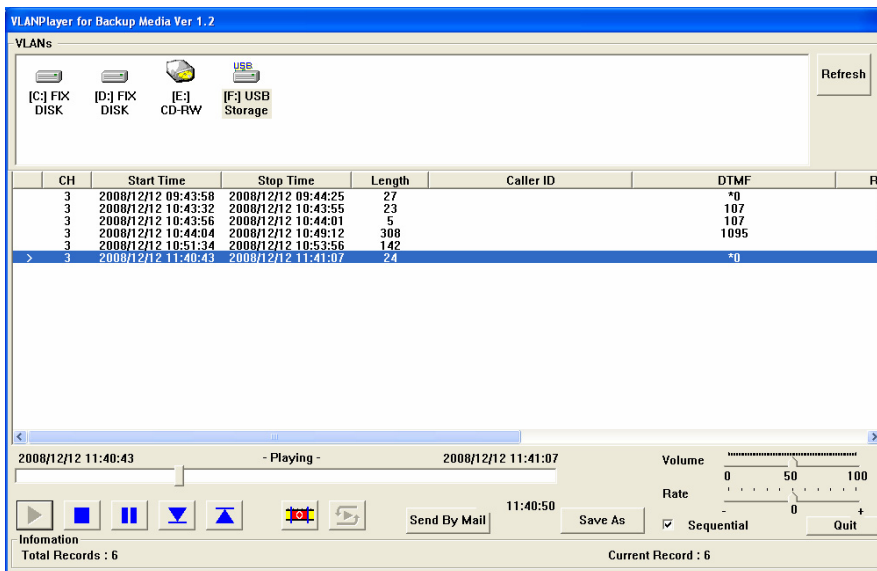 VLANPlayer for Backup Media Ver 1.2
VLANs
USB
[C:] FIX DISK [D:] FIX DISK [E:] CD-RW [F:] USB Storage
Refresh
CH Start Time Stop Time Length Caller ID DTMF R
3 2008/12/12 09:43:58 2008/12/12 09:44:25 27 *0
3 2008/12/12 10:43:32 2008/12/12 10:43:55 23 107
3 2008/12/12 10:43:56 2008/12/12 10:44:01 5 107
3 2008/12/12 10:44:04 2008/12/12 10:49:12 308 1095
3 2008/12/12 10:51:34 2008/12/12 10:53:56 142
> 3 2008/12/12 11:40:43 2008/12/12 11:41:07 24 *0
2008/12/12 11:40:43 - Playing - 2008/12/12 11:41:07
Volume
0 50 100
Rate
- 0 +
Send By Mail 11:40:50 Save As Sequential Quit
Infomation
Total Records : 6 Current Record : 6